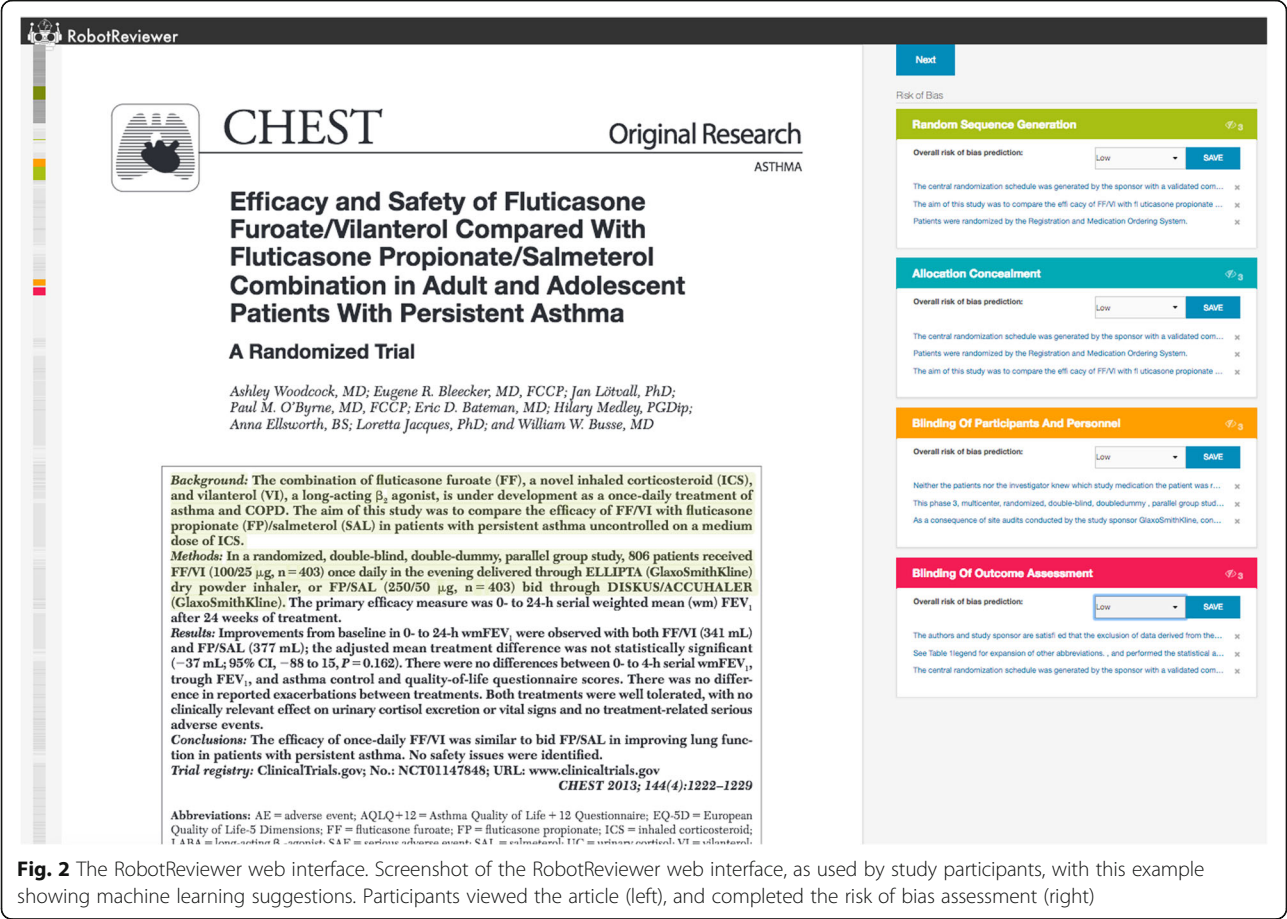 RobotReviewer
CHEST
Original Research
ASTHMA
Efficacy and Safety of Fluticasone
Furoate/Vilanterol Compared With
Fluticasone Propionate/Salmeterol
Combination in Adult and Adolescent
Patients With Persistent Asthma
A Randomized Trial
Ashley Woodcock, MD; Eugene R. Bleecker, MD, FCCP; Jan Lötvall, PhD;
Paul M. O'Byrne, MD, FCCP; Eric D. Bateman, MD; Hilary Medley, PGDip;
Anna Ellsworth, BS; Loretta Jacques, PhD; and William W. Busse, MD
Background: The combination of fluticasone furoate (FF), a novel inhaled corticosteroid (ICS),
and vilanterol (VI), a long-acting β₂ agonist, is under development as a once-daily treatment of
asthma and COPD. The aim of this study was to compare the efficacy of FF/VI with fluticasone
propionate (FP)/salmeterol (SAL) in patients with persistent asthma uncontrolled on a medium
dose of ICS.
Methods: In a randomized, double-blind, double-dummy, parallel group study, 806 patients received
FF/VI (100/25 μg, n = 403) once daily in the evening delivered through ELLIPTA (GlaxoSmithKline)
dry powder inhaler, or FP/SAL (250/50 μg, n = 403) bid through DISKUS/ACCUHALER
(GlaxoSmithKline). The primary efficacy measure was 0- to 24-h serial weighted mean (wm) FEV₁
after 24 weeks of treatment.
Results: Improvements from baseline in 0- to 24-h wmFEV₁ were observed with both FF/VI (341 mL)
and FP/SAL (377 mL); the adjusted mean treatment difference was not statistically significant
(−37 mL; 95% CI, −88 to 15, P = 0.162). There were no differences between 0- to 4-h serial wmFEV₁,
trough FEV₁, and asthma control and quality-of-life questionnaire scores. There was no differ-
ence in reported exacerbations between treatments. Both treatments were well tolerated, with no
clinically relevant effect on urinary cortisol excretion or vital signs and no treatment-related serious
adverse events.
Conclusions: The efficacy of once-daily FF/VI was similar to bid FP/SAL in improving lung func-
tion in patients with persistent asthma. No safety issues were identified.
Trial registry: ClinicalTrials.gov; No.: NCT01147848; URL: www.clinicaltrials.gov
CHEST 2013; 144(4):1222–1229
Abbreviations: AE = adverse event; AQLQ+12 = Asthma Quality of Life + 12 Questionnaire; EQ-5D = European
Quality of Life-5 Dimensions; FF = fluticasone furoate; FP = fluticasone propionate; ICS = inhaled corticosteroid;
LABA = long-acting β₂-agonist; SAE = serious adverse event; SAL = salmeterol; UC = urinary cortisol; VI = vilanterol;
Next
Risk of Bias
Random Sequence Generation 3
Overall risk of bias prediction: Low SAVE
The central randomization schedule was generated by the sponsor with a validated com... ×
The aim of this study was to compare the effi cacy of FF/VI with fl uticasone propionate ... ×
Patients were randomized by the Registration and Medication Ordering System. ×
Allocation Concealment 3
Overall risk of bias prediction: Low SAVE
The central randomization schedule was generated by the sponsor with a validated com... ×
Patients were randomized by the Registration and Medication Ordering System. ×
The aim of this study was to compare the effi cacy of FF/VI with fl uticasone propionate ... ×
Blinding Of Participants And Personnel 3
Overall risk of bias prediction: Low SAVE
Neither the patients nor the investigator knew which study medication the patient was r... ×
This phase 3, multicenter, randomized, double-blind, doubledummy , parallel group stud... ×
As a consequence of site audits conducted by the study sponsor GlaxoSmithKline, con... ×
Blinding Of Outcome Assessment 3
Overall risk of bias prediction: Low SAVE
The authors and study sponsor are satisfi ed that the exclusion of data derived from the... ×
See Table 1legend for expansion of other abbreviations. , and performed the statistical a... ×
The central randomization schedule was generated by the sponsor with a validated com... ×
Fig. 2 The RobotReviewer web interface. Screenshot of the RobotReviewer web interface, as used by study participants, with this example
showing machine learning suggestions. Participants viewed the article (left), and completed the risk of bias assessment (right)